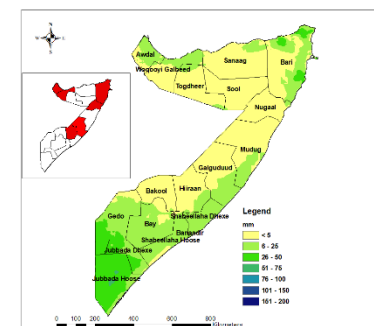 N
Awdal
Woqooyi Galbeed
Sanaag
Bari
Togdheer
Sool
Nugaal
Mudug
Galguduud
Bakool
Hiiraan
Gedo
Bay
Shabeellaha Dhexe
Banaadir
Shabeellaha Hoose
Jubbada Dhexe
Jubbada Hoose
Legend
mm
< 5
6 - 25
26 - 50
51 - 75
76 - 100
101 - 150
151 - 200
0 100 200 400 600 800
Kilometers